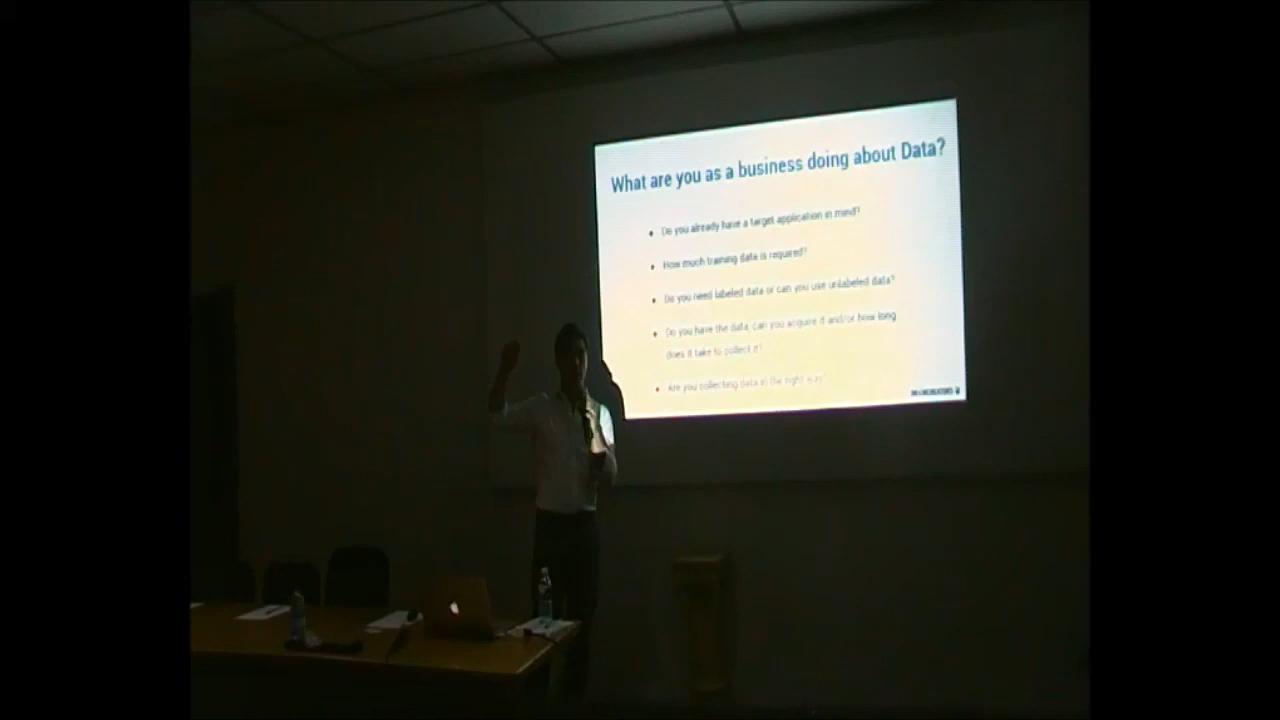 What are you as a business doing about Data?
• Do you already have a target application in mind?
• How much training data is required?
• Do you need labeled data or can you use unlabeled data?
• Do you have the data, can you acquire it and/or how long
does it take to collect it?
• Are you collecting data in the right way?